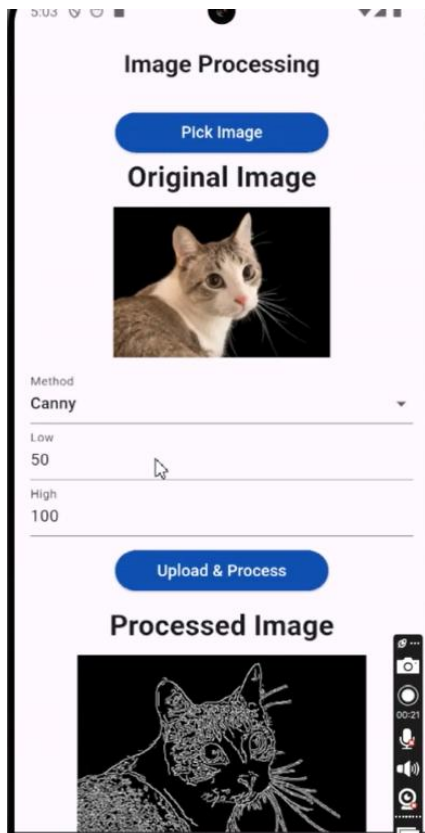 5:03
Image Processing
Pick Image
Original Image
Method
Canny
Low
50
High
100
Upload & Process
Processed Image
00:21